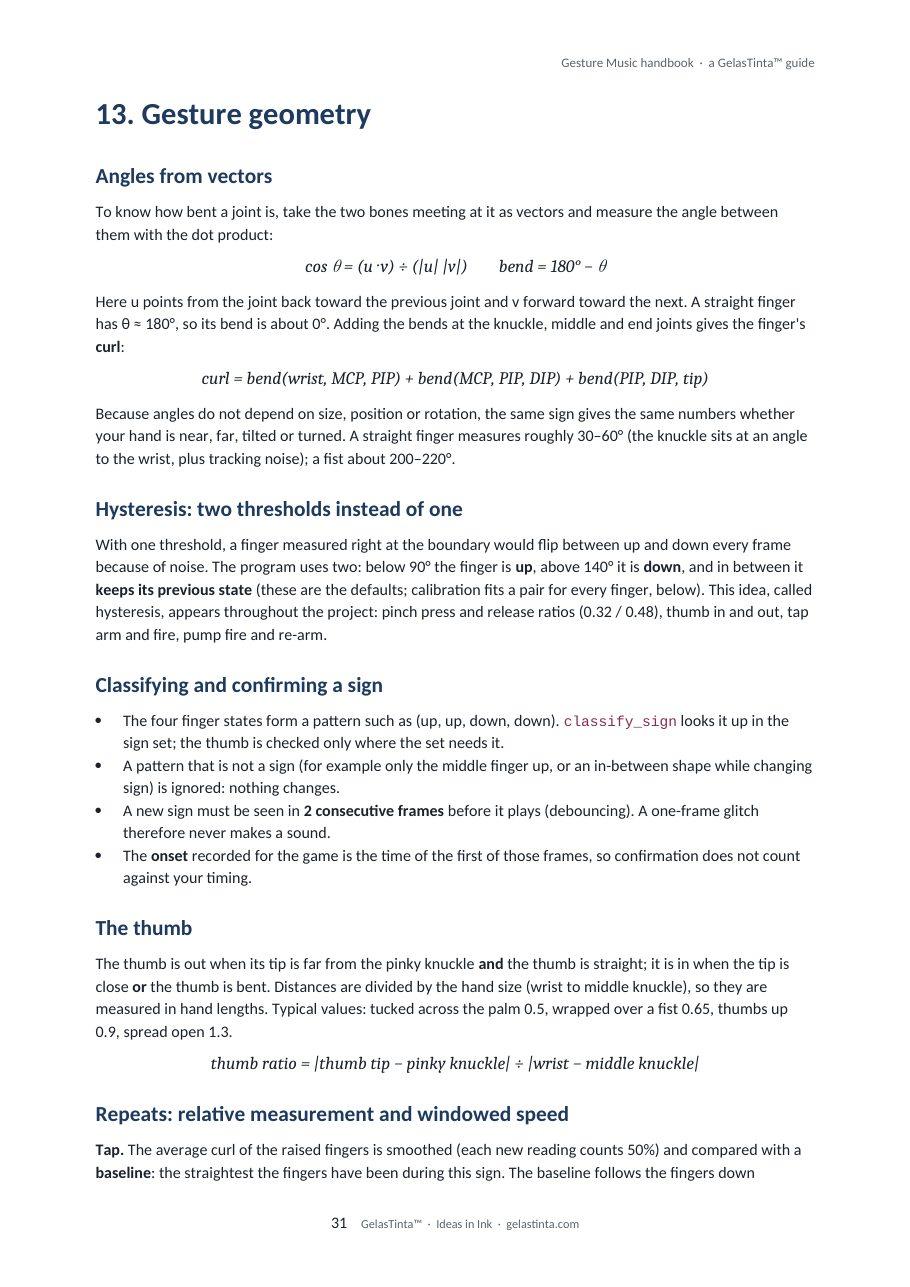 Gesture Music handbook · a GelasTinta™ guide
13. Gesture geometry
Angles from vectors
To know how bent a joint is, take the two bones meeting at it as vectors and measure the angle between
them with the dot product:
cos θ = (u ·v) ÷ (|u| |v|)  bend = 180° − θ
Here u points from the joint back toward the previous joint and v forward toward the next. A straight finger
has θ ≈ 180°, so its bend is about 0°. Adding the bends at the knuckle, middle and end joints gives the finger's
curl:
curl = bend(wrist, MCP, PIP) + bend(MCP, PIP, DIP) + bend(PIP, DIP, tip)
Because angles do not depend on size, position or rotation, the same sign gives the same numbers whether
your hand is near, far, tilted or turned. A straight finger measures roughly 30–60° (the knuckle sits at an angle
to the wrist, plus tracking noise); a fist about 200–220°.
Hysteresis: two thresholds instead of one
With one threshold, a finger measured right at the boundary would flip between up and down every frame
because of noise. The program uses two: below 90° the finger is up, above 140° it is down, and in between it
keeps its previous state (these are the defaults; calibration fits a pair for every finger, below). This idea, called
hysteresis, appears throughout the project: pinch press and release ratios (0.32 / 0.48), thumb in and out, tap
arm and fire, pump fire and re-arm.
Classifying and confirming a sign
• The four finger states form a pattern such as (up, up, down, down). classify_sign looks it up in the
sign set; the thumb is checked only where the set needs it.
• A pattern that is not a sign (for example only the middle finger up, or an in-between shape while changing
sign) is ignored: nothing changes.
• A new sign must be seen in 2 consecutive frames before it plays (debouncing). A one-frame glitch
therefore never makes a sound.
• The onset recorded for the game is the time of the first of those frames, so confirmation does not count
against your timing.
The thumb
The thumb is out when its tip is far from the pinky knuckle and the thumb is straight; it is in when the tip is
close or the thumb is bent. Distances are divided by the hand size (wrist to middle knuckle), so they are
measured in hand lengths. Typical values: tucked across the palm 0.5, wrapped over a fist 0.65, thumbs up
0.9, spread open 1.3.
thumb ratio = |thumb tip − pinky knuckle| ÷ |wrist − middle knuckle|
Repeats: relative measurement and windowed speed
Tap. The average curl of the raised fingers is smoothed (each new reading counts 50%) and compared with a
baseline: the straightest the fingers have been during this sign. The baseline follows the fingers down
31 GelasTinta™ · Ideas in Ink · gelastinta.com